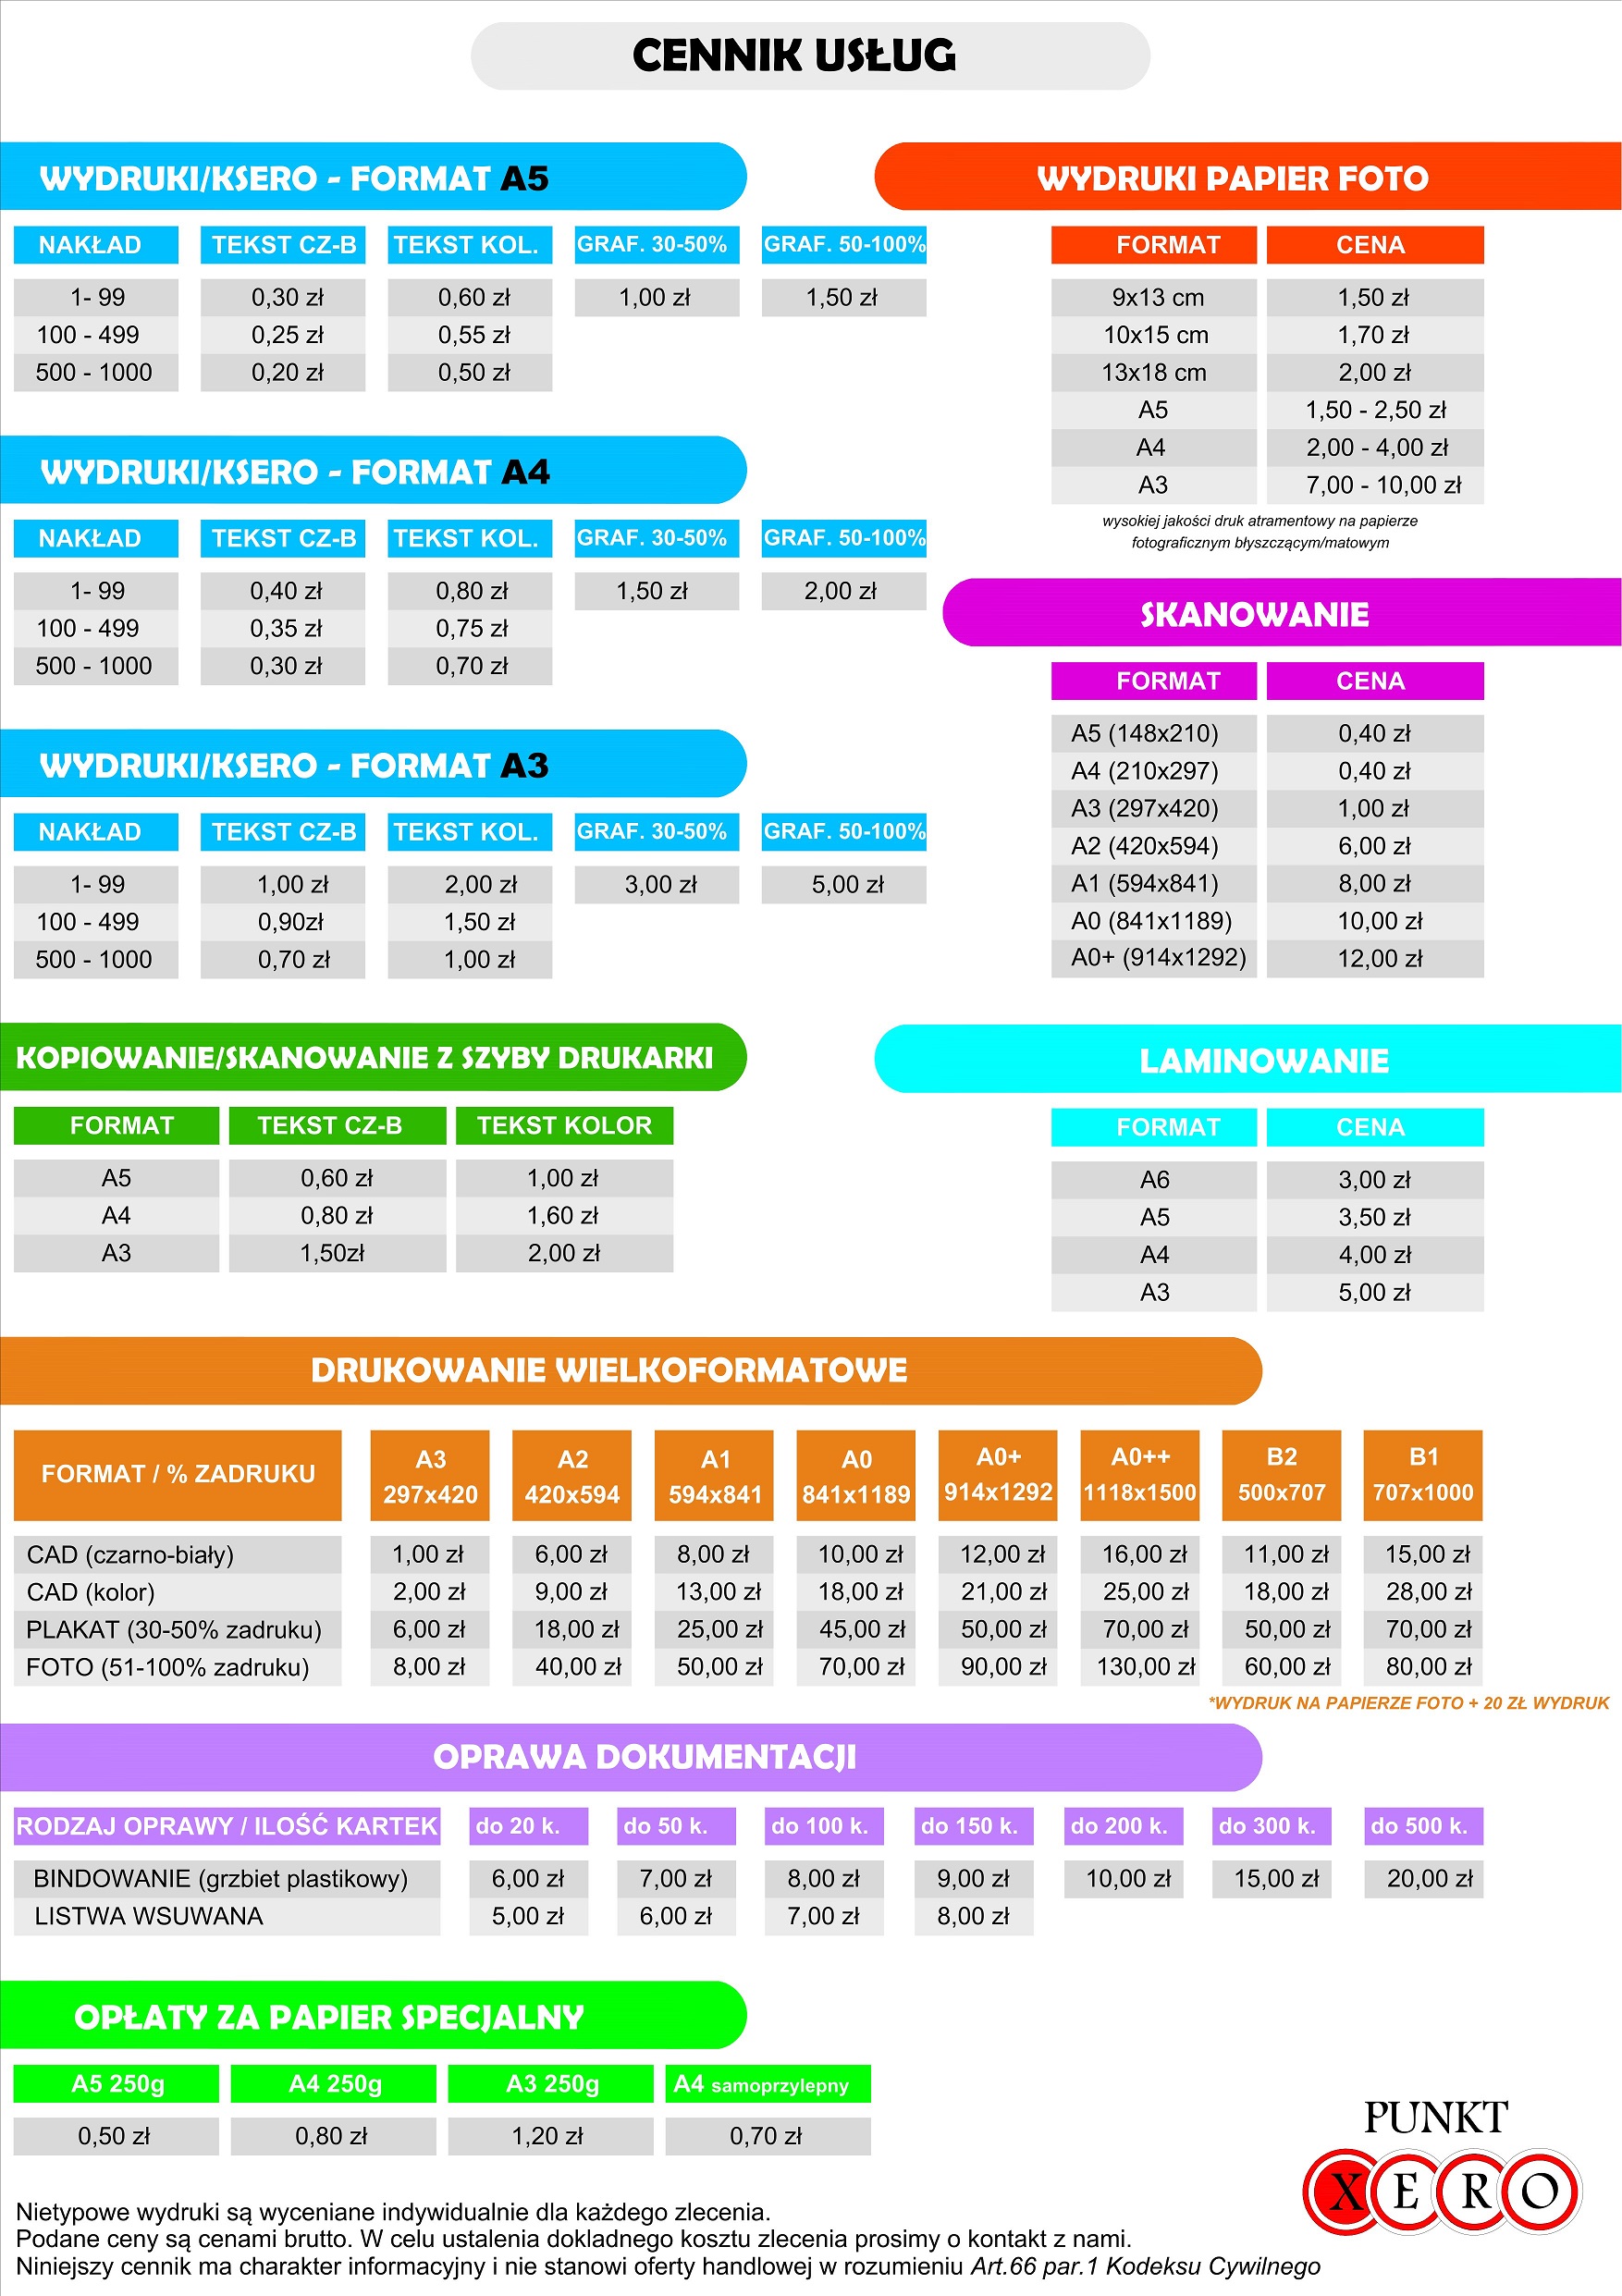 CENNIK USŁUG
WYDRUKI/KSERO - FORMAT A5
NAKŁAD TEKST CZ-B TEKST KOL. GRAF. 30-50% GRAF. 50-100%
1- 99 0,30 zł 0,60 zł 1,00 zł 1,50 zł
100 - 499 0,25 zł 0,55 zł
500 - 1000 0,20 zł 0,50 zł
WYDRUKI/KSERO - FORMAT A4
NAKŁAD TEKST CZ-B TEKST KOL. GRAF. 30-50% GRAF. 50-100%
1- 99 0,40 zł 0,80 zł 1,50 zł 2,00 zł
100 - 499 0,35 zł 0,75 zł
500 - 1000 0,30 zł 0,70 zł
WYDRUKI/KSERO - FORMAT A3
NAKŁAD TEKST CZ-B TEKST KOL. GRAF. 30-50% GRAF. 50-100%
1- 99 1,00 zł 2,00 zł 3,00 zł 5,00 zł
100 - 499 0,90zł 1,50 zł
500 - 1000 0,70 zł 1,00 zł
WYDRUKI PAPIER FOTO
FORMAT CENA
9x13 cm 1,50 zł
10x15 cm 1,70 zł
13x18 cm 2,00 zł
A5 1,50 - 2,50 zł
A4 2,00 - 4,00 zł
A3 7,00 - 10,00 zł
wysokiej jakości druk atramentowy na papierze
fotograficznym błyszczącym/matowym
SKANOWANIE
FORMAT CENA
A5 (148x210) 0,40 zł
A4 (210x297) 0,40 zł
A3 (297x420) 1,00 zł
A2 (420x594) 6,00 zł
A1 (594x841) 8,00 zł
A0 (841x1189) 10,00 zł
A0+ (914x1292) 12,00 zł
KOPIOWANIE/SKANOWANIE Z SZYBY DRUKARKI
FORMAT TEKST CZ-B TEKST KOLOR
A5 0,60 zł 1,00 zł
A4 0,80 zł 1,60 zł
A3 1,50zł 2,00 zł
LAMINOWANIE
FORMAT CENA
A6 3,00 zł
A5 3,50 zł
A4 4,00 zł
A3 5,00 zł
DRUKOWANIE WIELKOFORMATOWE
FORMAT / % ZADRUKU A3 A2 A1 A0 A0+ A0++ B2 B1
297x420 420x594 594x841 841x1189 914x1292 1118x1500 500x707 707x1000
CAD (czarno-biały) 1,00 zł 6,00 zł 8,00 zł 10,00 zł 12,00 zł 16,00 zł 11,00 zł 15,00 zł
CAD (kolor) 2,00 zł 9,00 zł 13,00 zł 18,00 zł 21,00 zł 25,00 zł 18,00 zł 28,00 zł
PLAKAT (30-50% zadruku) 6,00 zł 18,00 zł 25,00 zł 45,00 zł 50,00 zł 70,00 zł 50,00 zł 70,00 zł
FOTO (51-100% zadruku) 8,00 zł 40,00 zł 50,00 zł 70,00 zł 90,00 zł 130,00 zł 60,00 zł 80,00 zł
*WYDRUK NA PAPIERZE FOTO + 20 ZŁ WYDRUK
OPRAWA DOKUMENTACJI
RODZAJ OPRAWY / ILOŚĆ KARTEK do 20 k. do 50 k. do 100 k. do 150 k. do 200 k. do 300 k. do 500 k.
BINDOWANIE (grzbiet plastikowy) 6,00 zł 7,00 zł 8,00 zł 9,00 zł 10,00 zł 15,00 zł 20,00 zł
LISTWA WSUWANA 5,00 zł 6,00 zł 7,00 zł 8,00 zł
OPŁATY ZA PAPIER SPECJALNY
A5 250g A4 250g A3 250g A4 samoprzylepny
0,50 zł 0,80 zł 1,20 zł 0,70 zł
PUNKT
XERO
Nietypowe wydruki są wyceniane indywidualnie dla każdego zlecenia.
Podane ceny są cenami brutto. W celu ustalenia dokladnego kosztu zlecenia prosimy o kontakt z nami.
Niniejszy cennik ma charakter informacyjny i nie stanowi oferty handlowej w rozumieniu Art.66 par.1 Kodeksu Cywilnego